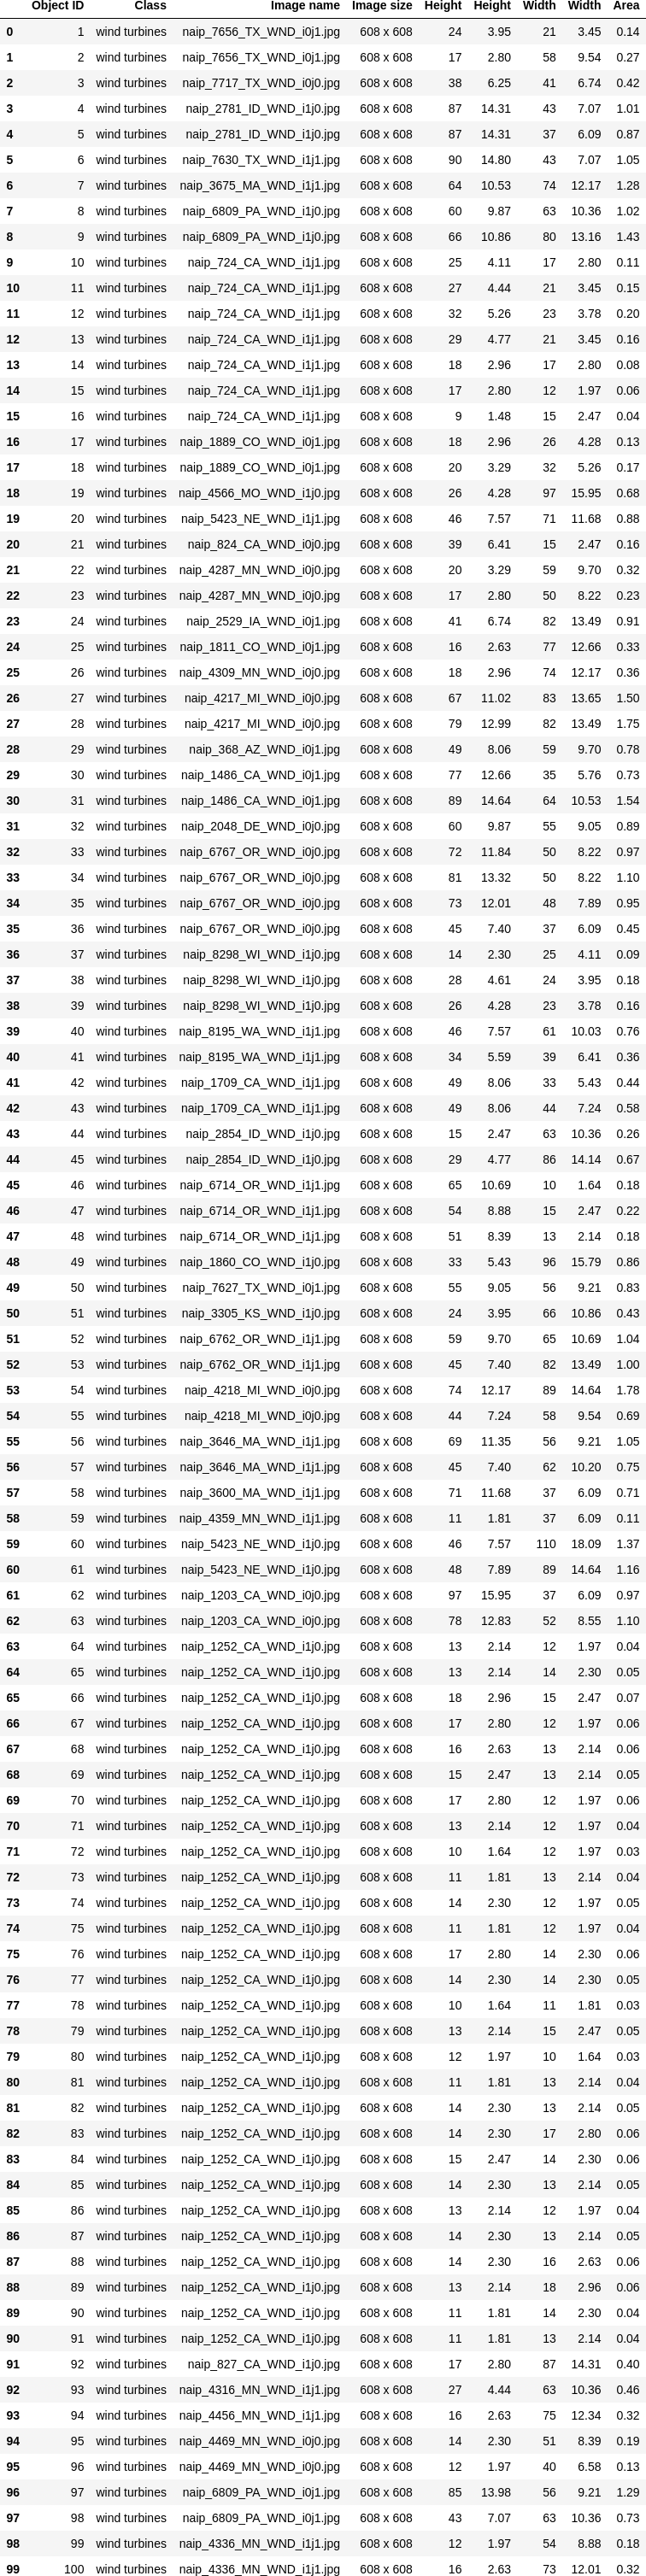 Object ID Class Image name Image size Height Height Width Width Area
0 1 wind turbines naip_7656_TX_WND_i0j1.jpg 608 x 608 24 3.95 21 3.45 0.14
1 2 wind turbines naip_7656_TX_WND_i0j1.jpg 608 x 608 17 2.80 58 9.54 0.27
2 3 wind turbines naip_7717_TX_WND_i0j0.jpg 608 x 608 38 6.25 41 6.74 0.42
3 4 wind turbines naip_2781_ID_WND_i1j0.jpg 608 x 608 87 14.31 43 7.07 1.01
4 5 wind turbines naip_2781_ID_WND_i1j0.jpg 608 x 608 87 14.31 37 6.09 0.87
5 6 wind turbines naip_7630_TX_WND_i1j1.jpg 608 x 608 90 14.80 43 7.07 1.05
6 7 wind turbines naip_3675_MA_WND_i1j1.jpg 608 x 608 64 10.53 74 12.17 1.28
7 8 wind turbines naip_6809_PA_WND_i1j0.jpg 608 x 608 60 9.87 63 10.36 1.02
8 9 wind turbines naip_6809_PA_WND_i1j0.jpg 608 x 608 66 10.86 80 13.16 1.43
9 10 wind turbines naip_724_CA_WND_i1j1.jpg 608 x 608 25 4.11 17 2.80 0.11
10 11 wind turbines naip_724_CA_WND_i1j1.jpg 608 x 608 27 4.44 21 3.45 0.15
11 12 wind turbines naip_724_CA_WND_i1j1.jpg 608 x 608 32 5.26 23 3.78 0.20
12 13 wind turbines naip_724_CA_WND_i1j1.jpg 608 x 608 29 4.77 21 3.45 0.16
13 14 wind turbines naip_724_CA_WND_i1j1.jpg 608 x 608 18 2.96 17 2.80 0.08
14 15 wind turbines naip_724_CA_WND_i1j1.jpg 608 x 608 17 2.80 12 1.97 0.06
15 16 wind turbines naip_724_CA_WND_i1j1.jpg 608 x 608 9 1.48 15 2.47 0.04
16 17 wind turbines naip_1889_CO_WND_i0j1.jpg 608 x 608 18 2.96 26 4.28 0.13
17 18 wind turbines naip_1889_CO_WND_i0j1.jpg 608 x 608 20 3.29 32 5.26 0.17
18 19 wind turbines naip_4566_MO_WND_i1j0.jpg 608 x 608 26 4.28 97 15.95 0.68
19 20 wind turbines naip_5423_NE_WND_i1j1.jpg 608 x 608 46 7.57 71 11.68 0.88
20 21 wind turbines naip_824_CA_WND_i0j0.jpg 608 x 608 39 6.41 15 2.47 0.16
21 22 wind turbines naip_4287_MN_WND_i0j0.jpg 608 x 608 20 3.29 59 9.70 0.32
22 23 wind turbines naip_4287_MN_WND_i0j0.jpg 608 x 608 17 2.80 50 8.22 0.23
23 24 wind turbines naip_2529_IA_WND_i0j1.jpg 608 x 608 41 6.74 82 13.49 0.91
24 25 wind turbines naip_1811_CO_WND_i1j0.jpg 608 x 608 16 2.63 77 12.66 0.33
25 26 wind turbines naip_4309_MN_WND_i0j0.jpg 608 x 608 18 2.96 74 12.17 0.36
26 27 wind turbines naip_4217_MI_WND_i0j0.jpg 608 x 608 67 11.02 83 13.65 1.50
27 28 wind turbines naip_4217_MI_WND_i0j0.jpg 608 x 608 79 12.99 82 13.49 1.75
28 29 wind turbines naip_368_AZ_WND_i0j1.jpg 608 x 608 49 8.06 59 9.70 0.78
29 30 wind turbines naip_1486_CA_WND_i0j1.jpg 608 x 608 77 12.66 35 5.76 0.73
30 31 wind turbines naip_1486_CA_WND_i0j1.jpg 608 x 608 89 14.64 64 10.53 1.54
31 32 wind turbines naip_2048_DE_WND_i0j0.jpg 608 x 608 60 9.87 55 9.05 0.89
32 33 wind turbines naip_6767_OR_WND_i0j0.jpg 608 x 608 72 11.84 50 8.22 0.97
33 34 wind turbines naip_6767_OR_WND_i0j0.jpg 608 x 608 81 13.32 50 8.22 1.10
34 35 wind turbines naip_6767_OR_WND_i0j0.jpg 608 x 608 73 12.01 48 7.89 0.95
35 36 wind turbines naip_6767_OR_WND_i0j0.jpg 608 x 608 45 7.40 37 6.09 0.45
36 37 wind turbines naip_8298_WI_WND_i1j0.jpg 608 x 608 14 2.30 25 4.11 0.09
37 38 wind turbines naip_8298_WI_WND_i1j0.jpg 608 x 608 28 4.61 24 3.95 0.18
38 39 wind turbines naip_8298_WI_WND_i1j0.jpg 608 x 608 26 4.28 23 3.78 0.16
39 40 wind turbines naip_8195_WA_WND_i1j1.jpg 608 x 608 46 7.57 61 10.03 0.76
40 41 wind turbines naip_8195_WA_WND_i1j1.jpg 608 x 608 34 5.59 39 6.41 0.36
41 42 wind turbines naip_1709_CA_WND_i1j1.jpg 608 x 608 49 8.06 33 5.43 0.44
42 43 wind turbines naip_1709_CA_WND_i1j1.jpg 608 x 608 49 8.06 44 7.24 0.58
43 44 wind turbines naip_2854_ID_WND_i1j0.jpg 608 x 608 15 2.47 63 10.36 0.26
44 45 wind turbines naip_2854_ID_WND_i1j0.jpg 608 x 608 29 4.77 86 14.14 0.67
45 46 wind turbines naip_6714_OR_WND_i1j1.jpg 608 x 608 65 10.69 10 1.64 0.18
46 47 wind turbines naip_6714_OR_WND_i1j1.jpg 608 x 608 54 8.88 15 2.47 0.22
47 48 wind turbines naip_6714_OR_WND_i1j1.jpg 608 x 608 51 8.39 13 2.14 0.18
48 49 wind turbines naip_1860_CO_WND_i1j0.jpg 608 x 608 33 5.43 96 15.79 0.86
49 50 wind turbines naip_7627_TX_WND_i0j1.jpg 608 x 608 55 9.05 56 9.21 0.83
50 51 wind turbines naip_3305_KS_WND_i1j0.jpg 608 x 608 24 3.95 66 10.86 0.43
51 52 wind turbines naip_6762_OR_WND_i1j1.jpg 608 x 608 59 9.70 65 10.69 1.04
52 53 wind turbines naip_6762_OR_WND_i1j1.jpg 608 x 608 45 7.40 82 13.49 1.00
53 54 wind turbines naip_4218_MI_WND_i0j0.jpg 608 x 608 74 12.17 89 14.64 1.78
54 55 wind turbines naip_4218_MI_WND_i0j0.jpg 608 x 608 44 7.24 58 9.54 0.69
55 56 wind turbines naip_3646_MA_WND_i1j1.jpg 608 x 608 69 11.35 56 9.21 1.05
56 57 wind turbines naip_3646_MA_WND_i1j1.jpg 608 x 608 45 7.40 62 10.20 0.75
57 58 wind turbines naip_3600_MA_WND_i1j1.jpg 608 x 608 71 11.68 37 6.09 0.71
58 59 wind turbines naip_4359_MN_WND_i1j1.jpg 608 x 608 11 1.81 37 6.09 0.11
59 60 wind turbines naip_5423_NE_WND_i1j0.jpg 608 x 608 46 7.57 110 18.09 1.37
60 61 wind turbines naip_5423_NE_WND_i1j0.jpg 608 x 608 48 7.89 89 14.64 1.16
61 62 wind turbines naip_1203_CA_WND_i0j0.jpg 608 x 608 97 15.95 37 6.09 0.97
62 63 wind turbines naip_1203_CA_WND_i0j0.jpg 608 x 608 78 12.83 52 8.55 1.10
63 64 wind turbines naip_1252_CA_WND_i1j0.jpg 608 x 608 13 2.14 12 1.97 0.04
64 65 wind turbines naip_1252_CA_WND_i1j0.jpg 608 x 608 13 2.14 14 2.30 0.05
65 66 wind turbines naip_1252_CA_WND_i1j0.jpg 608 x 608 18 2.96 15 2.47 0.07
66 67 wind turbines naip_1252_CA_WND_i1j0.jpg 608 x 608 17 2.80 12 1.97 0.06
67 68 wind turbines naip_1252_CA_WND_i1j0.jpg 608 x 608 16 2.63 13 2.14 0.06
68 69 wind turbines naip_1252_CA_WND_i1j0.jpg 608 x 608 15 2.47 13 2.14 0.05
69 70 wind turbines naip_1252_CA_WND_i1j0.jpg 608 x 608 17 2.80 12 1.97 0.06
70 71 wind turbines naip_1252_CA_WND_i1j0.jpg 608 x 608 13 2.14 12 1.97 0.04
71 72 wind turbines naip_1252_CA_WND_i1j0.jpg 608 x 608 10 1.64 12 1.97 0.03
72 73 wind turbines naip_1252_CA_WND_i1j0.jpg 608 x 608 11 1.81 13 2.14 0.04
73 74 wind turbines naip_1252_CA_WND_i1j0.jpg 608 x 608 14 2.30 12 1.97 0.05
74 75 wind turbines naip_1252_CA_WND_i1j0.jpg 608 x 608 11 1.81 12 1.97 0.04
75 76 wind turbines naip_1252_CA_WND_i1j0.jpg 608 x 608 17 2.80 14 2.30 0.06
76 77 wind turbines naip_1252_CA_WND_i1j0.jpg 608 x 608 14 2.30 14 2.30 0.05
77 78 wind turbines naip_1252_CA_WND_i1j0.jpg 608 x 608 10 1.64 11 1.81 0.03
78 79 wind turbines naip_1252_CA_WND_i1j0.jpg 608 x 608 13 2.14 15 2.47 0.05
79 80 wind turbines naip_1252_CA_WND_i1j0.jpg 608 x 608 12 1.97 10 1.64 0.03
80 81 wind turbines naip_1252_CA_WND_i1j0.jpg 608 x 608 11 1.81 13 2.14 0.04
81 82 wind turbines naip_1252_CA_WND_i1j0.jpg 608 x 608 14 2.30 13 2.14 0.05
82 83 wind turbines naip_1252_CA_WND_i1j0.jpg 608 x 608 14 2.30 17 2.80 0.06
83 84 wind turbines naip_1252_CA_WND_i1j0.jpg 608 x 608 15 2.47 14 2.30 0.06
84 85 wind turbines naip_1252_CA_WND_i1j0.jpg 608 x 608 14 2.30 13 2.14 0.05
85 86 wind turbines naip_1252_CA_WND_i1j0.jpg 608 x 608 13 2.14 12 1.97 0.04
86 87 wind turbines naip_1252_CA_WND_i1j0.jpg 608 x 608 14 2.30 13 2.14 0.05
87 88 wind turbines naip_1252_CA_WND_i1j0.jpg 608 x 608 14 2.30 16 2.63 0.06
88 89 wind turbines naip_1252_CA_WND_i1j0.jpg 608 x 608 13 2.14 18 2.96 0.06
89 90 wind turbines naip_1252_CA_WND_i1j0.jpg 608 x 608 11 1.81 14 2.30 0.04
90 91 wind turbines naip_1252_CA_WND_i1j0.jpg 608 x 608 11 1.81 13 2.14 0.04
91 92 wind turbines naip_827_CA_WND_i1j0.jpg 608 x 608 17 2.80 87 14.31 0.40
92 93 wind turbines naip_4316_MN_WND_i1j1.jpg 608 x 608 27 4.44 63 10.36 0.46
93 94 wind turbines naip_4456_MN_WND_i1j1.jpg 608 x 608 16 2.63 75 12.34 0.32
94 95 wind turbines naip_4469_MN_WND_i0j0.jpg 608 x 608 14 2.30 51 8.39 0.19
95 96 wind turbines naip_4469_MN_WND_i0j0.jpg 608 x 608 12 1.97 40 6.58 0.13
96 97 wind turbines naip_6809_PA_WND_i0j1.jpg 608 x 608 85 13.98 56 9.21 1.29
97 98 wind turbines naip_6809_PA_WND_i0j1.jpg 608 x 608 43 7.07 63 10.36 0.73
98 99 wind turbines naip_4336_MN_WND_i1j1.jpg 608 x 608 12 1.97 54 8.88 0.18
99 100 wind turbines naip_4336_MN_WND_i1j1.jpg 608 x 608 16 2.63 73 12.01 0.32